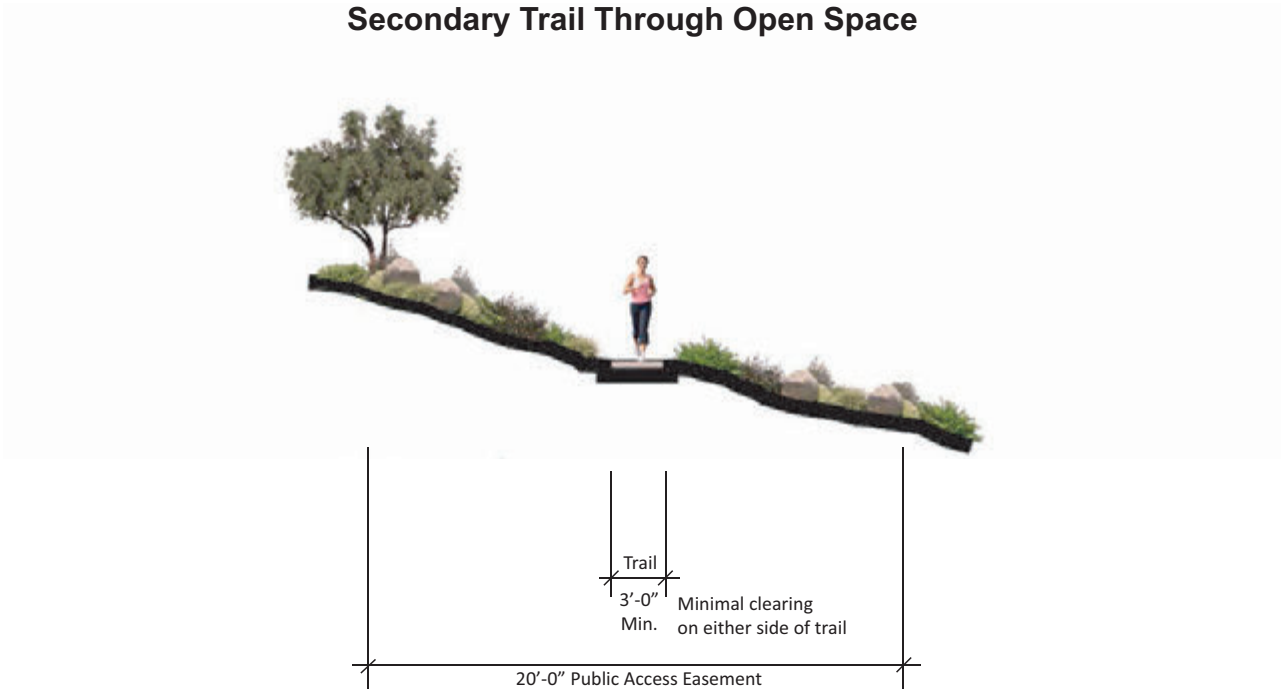 Secondary Trail Through Open Space
Trail
3’-0”
Min.
Minimal clearing
on either side of trail
20’-0” Public Access Easement